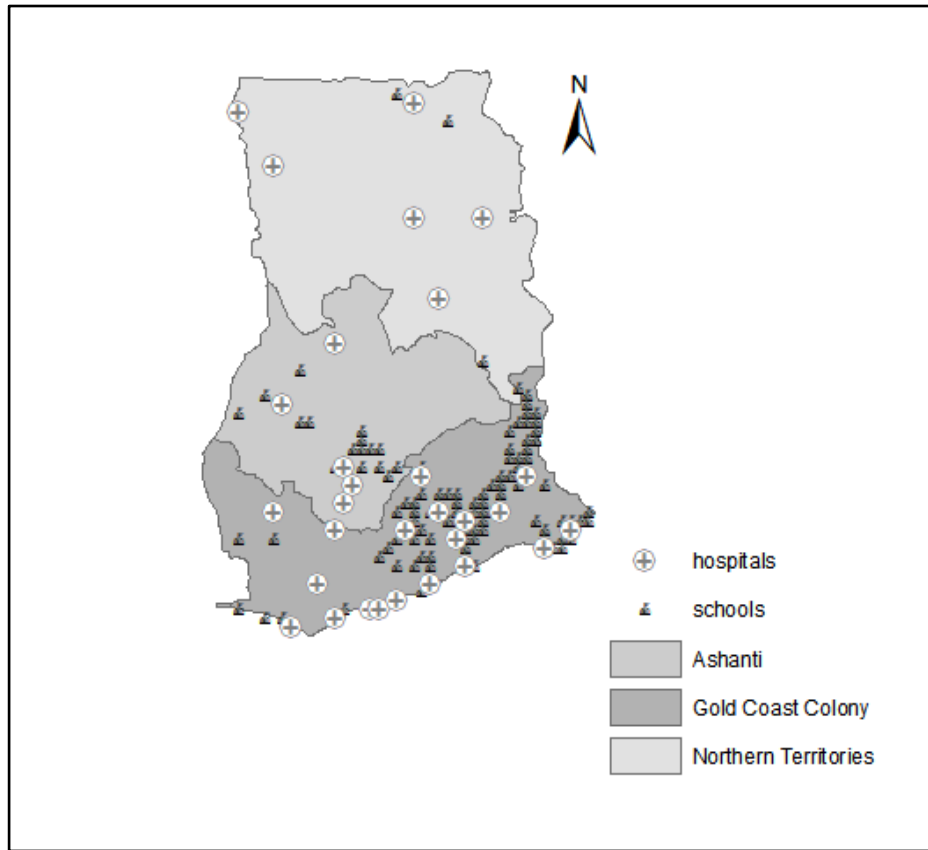 N
hospitals
schools
Ashanti
Gold Coast Colony
Northern Territories